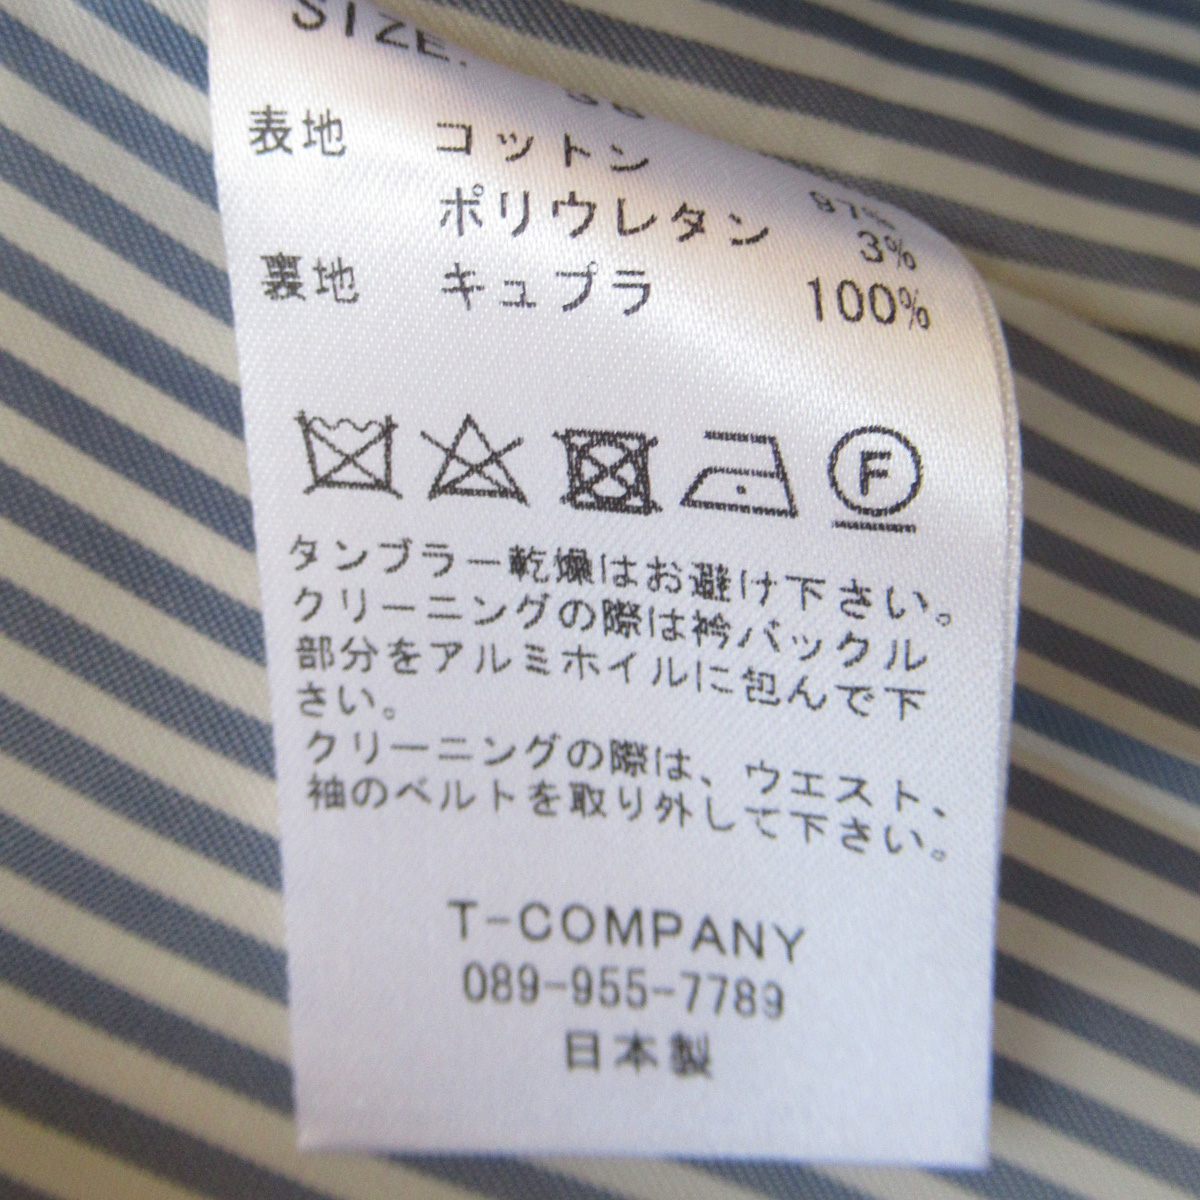 SIZE:
表地 コットン 97%
ポリウレタン 3%
裏地 キュプラ 100%
F
タンブラー乾燥はお避け下さい。
クリーニングの際は衿バックル
部分をアルミホイルに包んで下
さい。
クリーニングの際は、ウエスト、
袖のベルトを取り外して下さい。
T-COMPANY
089-955-7789
日本製